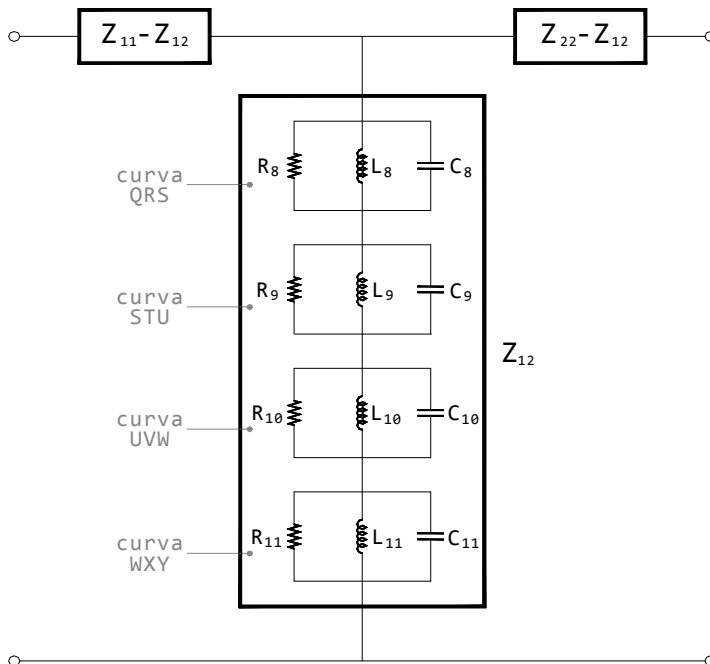 Z11-Z12
Z22-Z12
curva
QRS
R8
L8
C8
curva
STU
R9
L9
C9
Z12
curva
UVW
R10
L10
C10
curva
WXY
R11
L11
C11